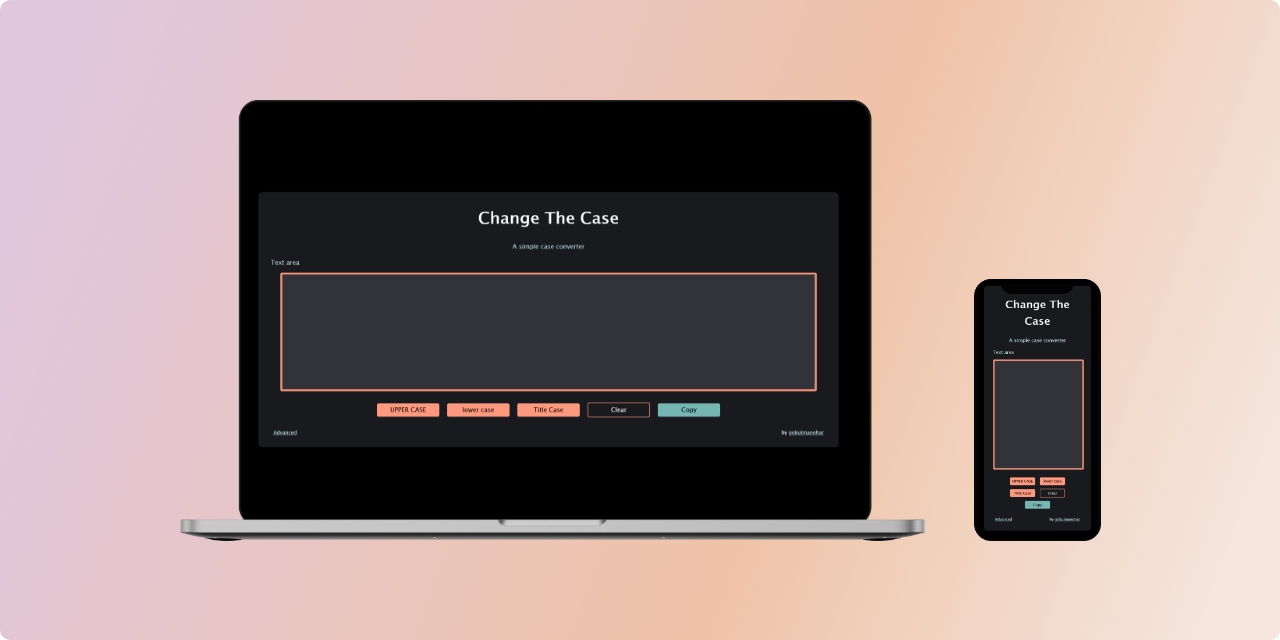 Change The Case
A simple case converter
Text area
UPPER CASE lower case Title Case Clear Copy
Advanced by gokulmanohar
Change The
Case
A simple case converter
Text area
UPPER CASE lower case
Title Case Clear
Copy
Advanced by gokulmanohar